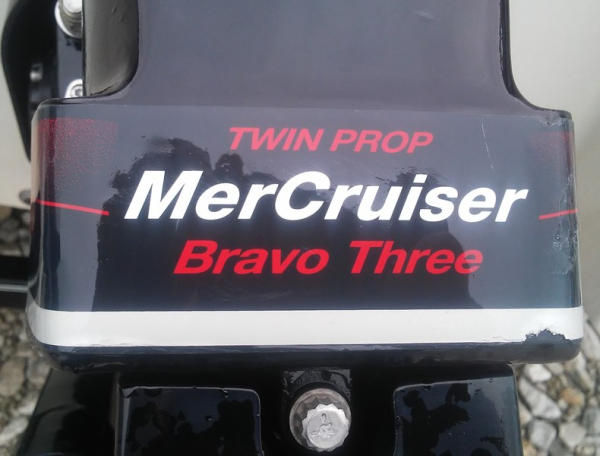 TWIN PROP
MerCruiser
Bravo Three